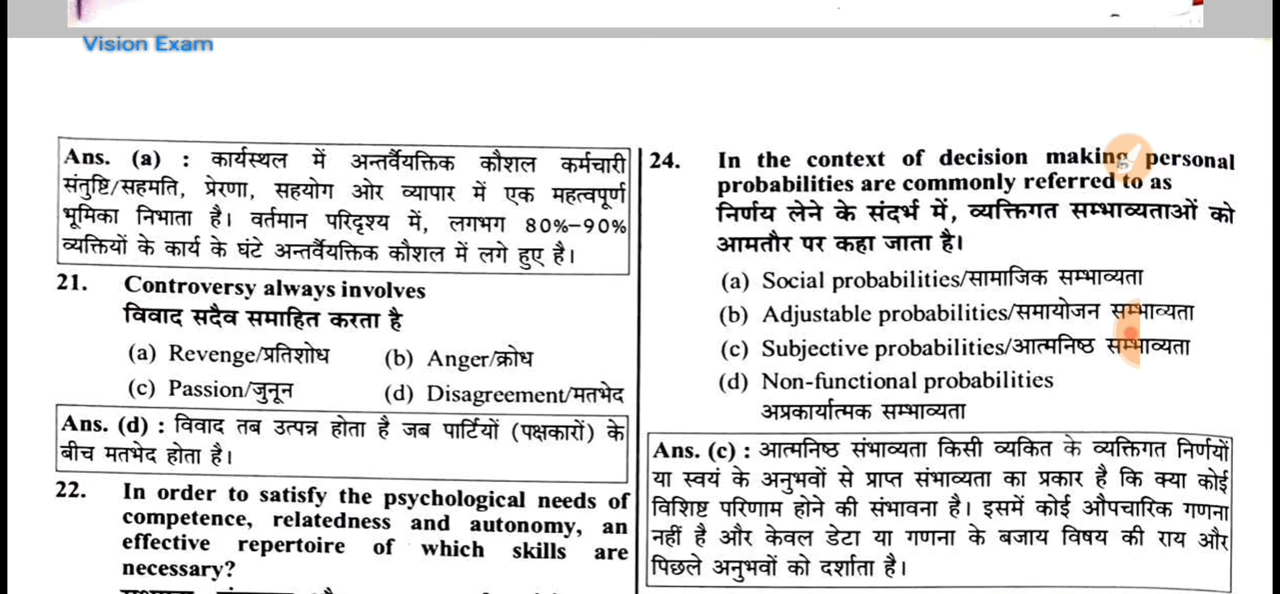 Vision Exam
Ans. (a) : कार्यस्थल में अन्तर्वैयक्तिक कौशल कर्मचारी
संतुष्टि/सहमति, प्रेरणा, सहयोग ओर व्यापार में एक महत्वपूर्ण
भूमिका निभाता है। वर्तमान परिदृश्य में, लगभग 80%–90%
व्यक्तियों के कार्य के घंटे अन्तर्वैयक्तिक कौशल में लगे हुए है।
21. Controversy always involves
विवाद सदैव समाहित करता है
(a) Revenge/प्रतिशोध (b) Anger/क्रोध
(c) Passion/जुनून (d) Disagreement/मतभेद
Ans. (d) : विवाद तब उत्पन्न होता है जब पार्टियों (पक्षकारों) के
बीच मतभेद होता है।
22. In order to satisfy the psychological needs of
competence, relatedness and autonomy, an
effective repertoire of which skills are
necessary?
24. In the context of decision making personal
probabilities are commonly referred to as
निर्णय लेने के संदर्भ में, व्यक्तिगत सम्भाव्यताओं को
आमतौर पर कहा जाता है।
(a) Social probabilities/सामाजिक सम्भाव्यता
(b) Adjustable probabilities/समायोजन सम्भाव्यता
(c) Subjective probabilities/आत्मनिष्ठ सम्भाव्यता
(d) Non-functional probabilities
अप्रकार्यात्मक सम्भाव्यता
Ans. (c) : आत्मनिष्ठ संभाव्यता किसी व्यकित के व्यक्तिगत निर्णयों
या स्वयं के अनुभवों से प्राप्त संभाव्यता का प्रकार है कि क्या कोई
विशिष्ट परिणाम होने की संभावना है। इसमें कोई औपचारिक गणना
नहीं है और केवल डेटा या गणना के बजाय विषय की राय और
पिछले अनुभवों को दर्शाता है।